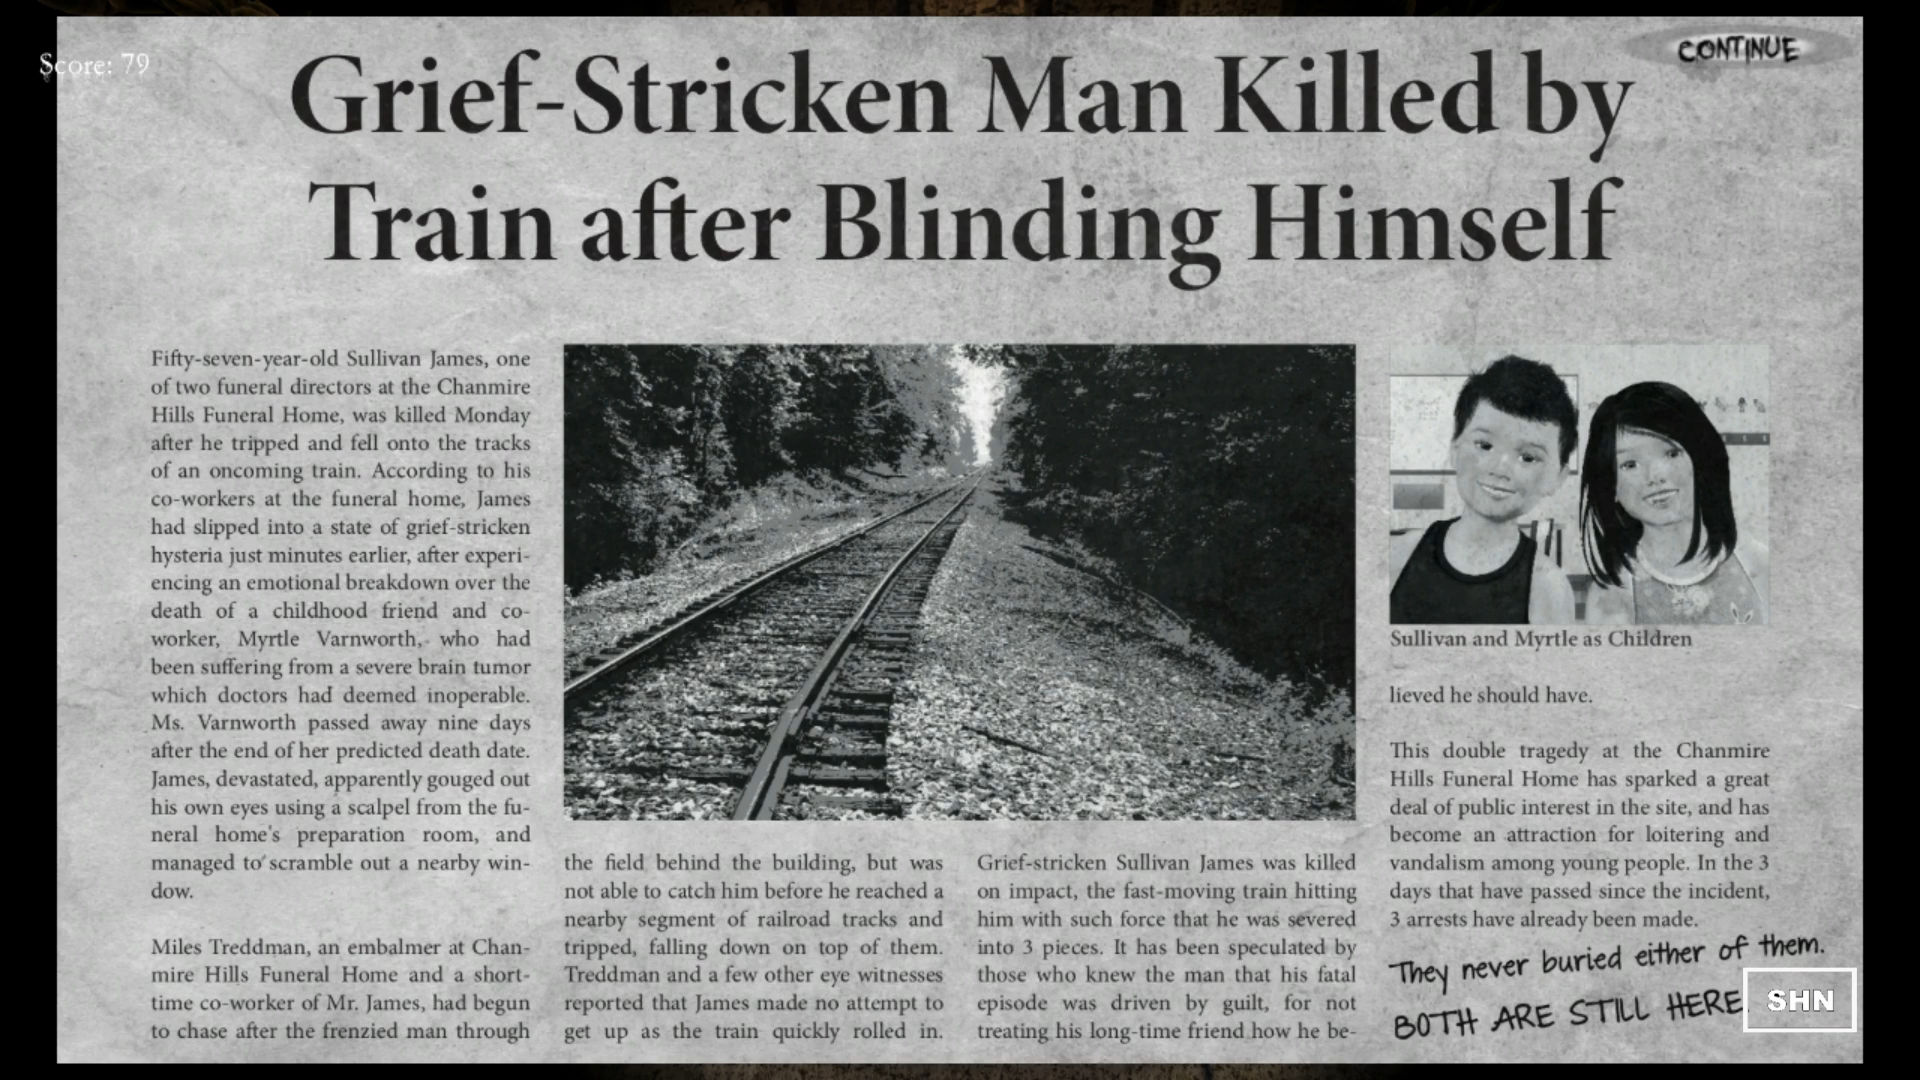 Score: 79
CONTINUE
Grief-Stricken Man Killed by
Train after Blinding Himself
Fifty-seven-year-old Sullivan James, one
of two funeral directors at the Chanmire
Hills Funeral Home, was killed Monday
after he tripped and fell onto the tracks
of an oncoming train. According to his
co-workers at the funeral home, James
had slipped into a state of grief-stricken
hysteria just minutes earlier, after experi-
encing an emotional breakdown over the
death of a childhood friend and co-
worker, Myrtle Varnworth, who had
been suffering from a severe brain tumor
which doctors had deemed inoperable.
Ms. Varnworth passed away nine days
after the end of her predicted death date.
James, devastated, apparently gouged out
his own eyes using a scalpel from the fu-
neral home's preparation room, and
managed to scramble out a nearby win-
dow.
Miles Treddman, an embalmer at Chan-
mire Hills Funeral Home and a short-
time co-worker of Mr. James, had begun
to chase after the frenzied man through
the field behind the building, but was
not able to catch him before he reached a
nearby segment of railroad tracks and
tripped, falling down on top of them.
Treddman and a few other eye witnesses
reported that James made no attempt to
get up as the train quickly rolled in.
Grief-stricken Sullivan James was killed
on impact, the fast-moving train hitting
him with such force that he was severed
into 3 pieces. It has been speculated by
those who knew the man that his fatal
episode was driven by guilt, for not
treating his long-time friend how he be-
Sullivan and Myrtle as Children
lieved he should have.
This double tragedy at the Chanmire
Hills Funeral Home has sparked a great
deal of public interest in the site, and has
become an attraction for loitering and
vandalism among young people. In the 3
days that have passed since the incident,
3 arrests have already been made.
They never buried either of them.
BOTH ARE STILL HERE.
SHN